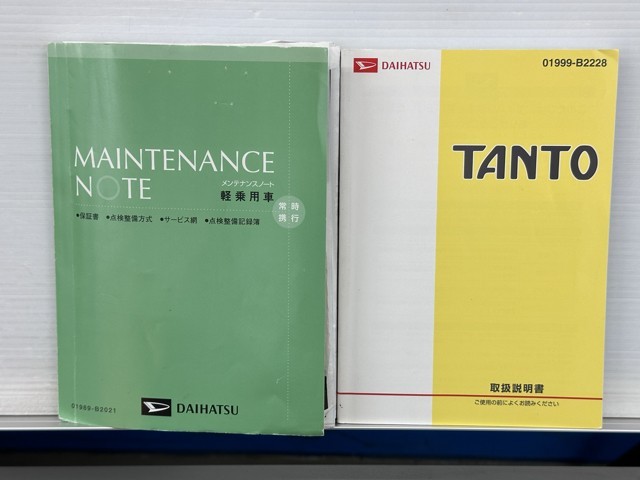 MAINTENANCE
NOTE
メンテナンスノート
軽乗用車
常時
携行
●保証書 ●点検整備方式 ●サービス網 ●点検整備記録簿
01989-B2021
DAIHATSU
DAIHATSU
01999-B2228
TANTO
取扱説明書
ご使用の前によくお読みください